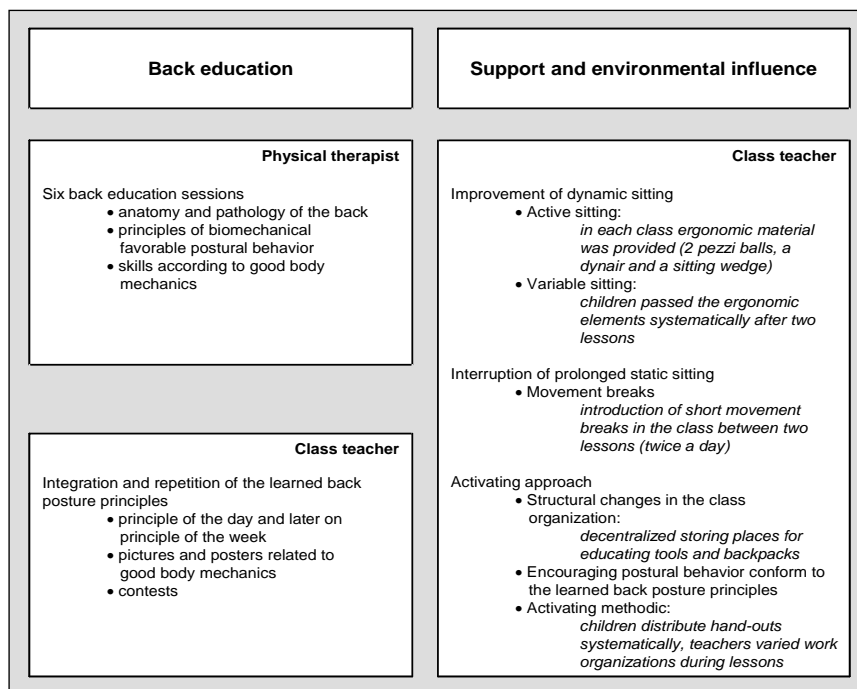 Back education
Physical therapist
Six back education sessions
• anatomy and pathology of the back
• principles of biomechanical
favorable postural behavior
• skills according to good body
mechanics
Class teacher
Integration and repetition of the learned back
posture principles
• principle of the day and later on
principle of the week
• pictures and posters related to
good body mechanics
• contests
Support and environmental influence
Class teacher
Improvement of dynamic sitting
• Active sitting:
in each class ergonomic material
was provided (2 pezzi balls, a
dynair and a sitting wedge)
• Variable sitting:
children passed the ergonomic
elements systematically after two
lessons
Interruption of prolonged static sitting
• Movement breaks
introduction of short movement
breaks in the class between two
lessons (twice a day)
Activating approach
• Structural changes in the class
organization:
decentralized storing places for
educating tools and backpacks
• Encouraging postural behavior conform to
the learned back posture principles
• Activating methodic:
children distribute hand-outs
systematically, teachers varied work
organizations during lessons